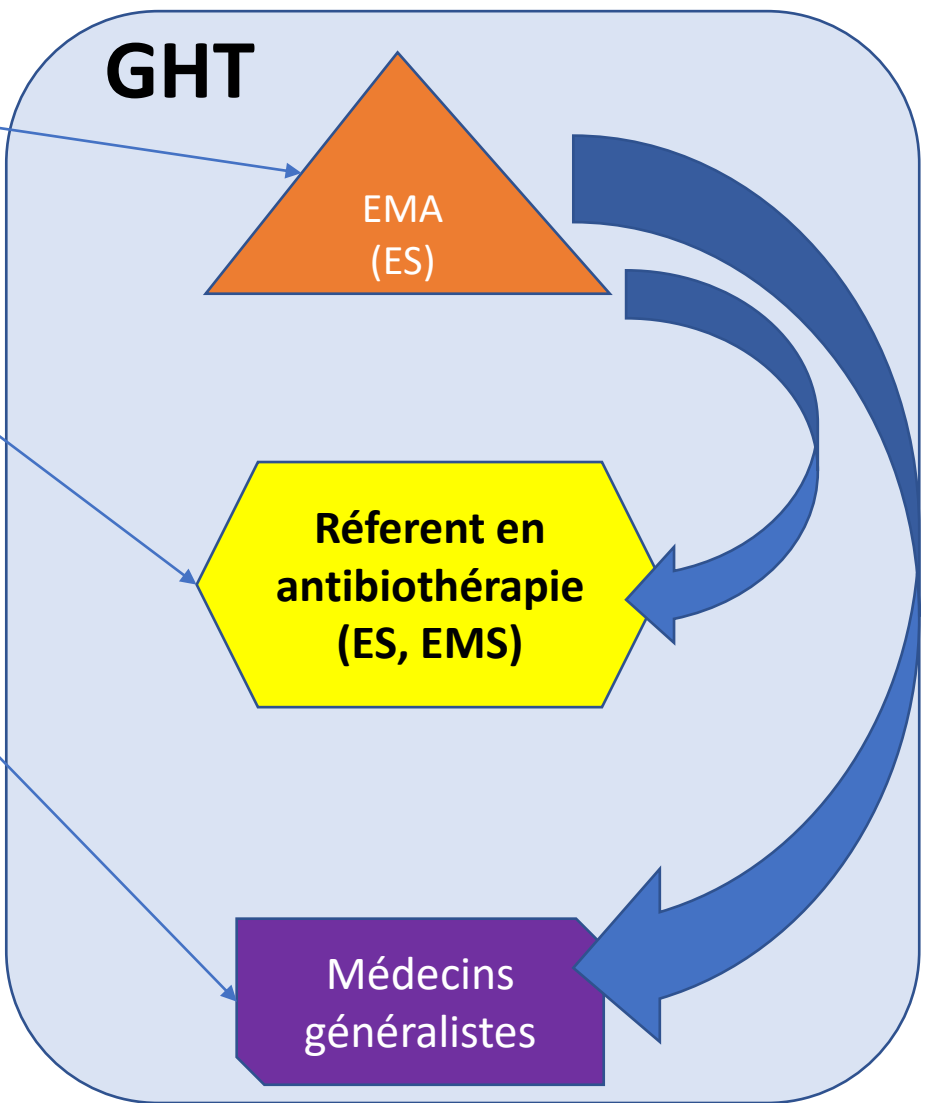 GHT
EMA
(ES)
Réferent en
antibiothérapie
(ES, EMS)
Médecins
généralistes